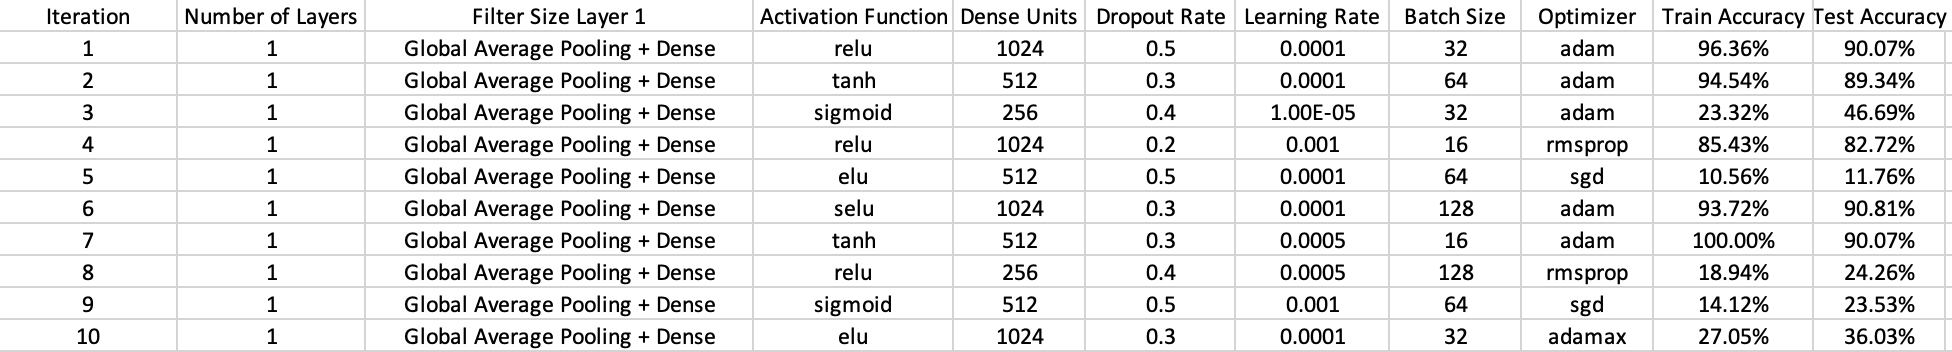 Iteration Number of Layers Filter Size Layer 1 Activation Function Dense Units Dropout Rate Learning Rate Batch Size Optimizer Train Accuracy Test Accuracy
1 1 Global Average Pooling + Dense relu 1024 0.5 0.0001 32 adam 96.36% 90.07%
2 1 Global Average Pooling + Dense tanh 512 0.3 0.0001 64 adam 94.54% 89.34%
3 1 Global Average Pooling + Dense sigmoid 256 0.4 1.00E-05 32 adam 23.32% 46.69%
4 1 Global Average Pooling + Dense relu 1024 0.2 0.001 16 rmsprop 85.43% 82.72%
5 1 Global Average Pooling + Dense elu 512 0.5 0.0001 64 sgd 10.56% 11.76%
6 1 Global Average Pooling + Dense selu 1024 0.3 0.0001 128 adam 93.72% 90.81%
7 1 Global Average Pooling + Dense tanh 512 0.3 0.0005 16 adam 100.00% 90.07%
8 1 Global Average Pooling + Dense relu 256 0.4 0.0005 128 rmsprop 18.94% 24.26%
9 1 Global Average Pooling + Dense sigmoid 512 0.5 0.001 64 sgd 14.12% 23.53%
10 1 Global Average Pooling + Dense elu 1024 0.3 0.0001 32 adamax 27.05% 36.03%